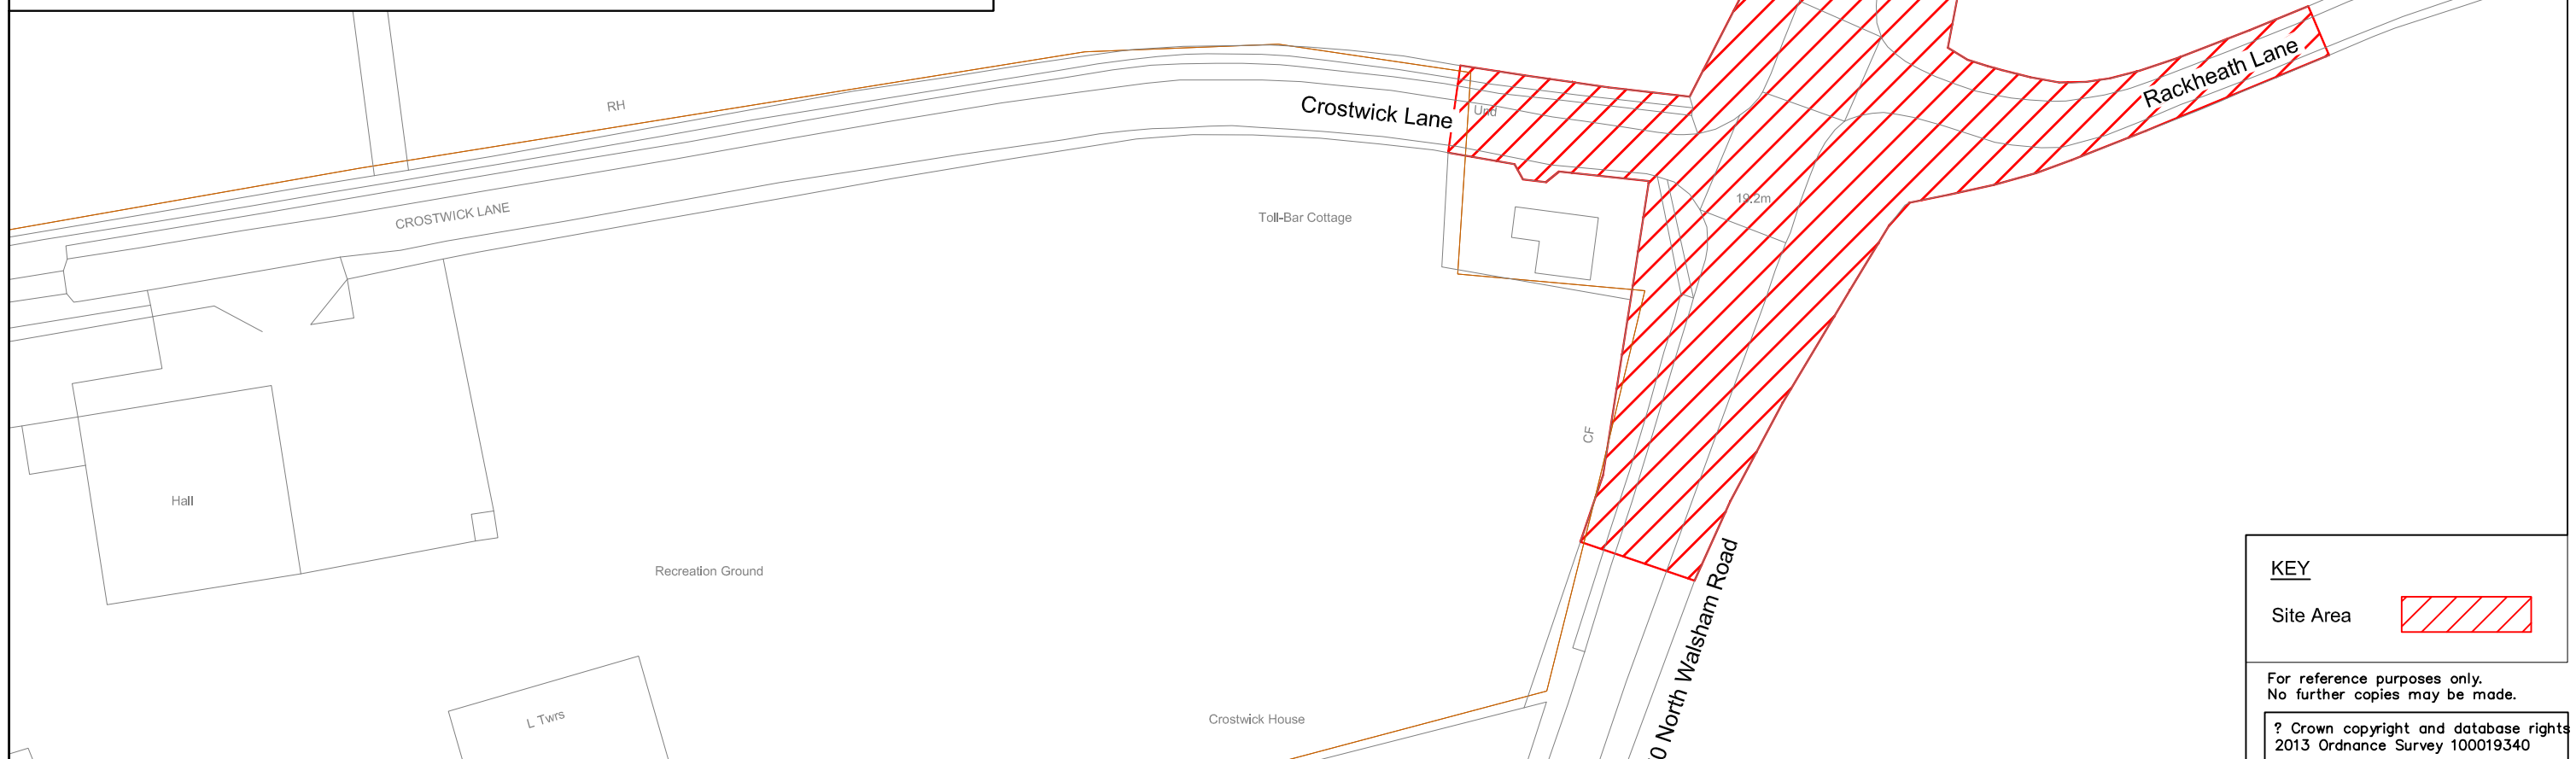 RH
Crostwick Lane
Und
Rackheath Lane
CROSTWICK LANE
Toll-Bar Cottage
19.2m
CF
Hall
Recreation Ground
L Twrs
Crostwick House
0 North Walsham Road
KEY
Site Area
For reference purposes only.
No further copies may be made.
? Crown copyright and database rights
2013 Ordnance Survey 100019340